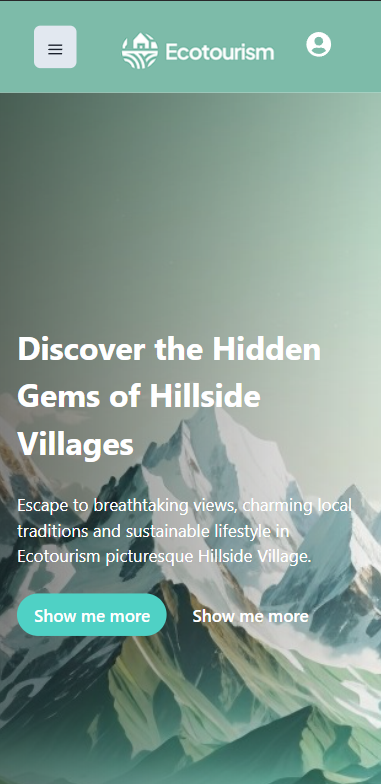 Ecotourism
Discover the Hidden
Gems of Hillside
Villages
Escape to breathtaking views, charming local
traditions and sustainable lifestyle in
Ecotourism picturesque Hillside Village.
Show me more Show me more